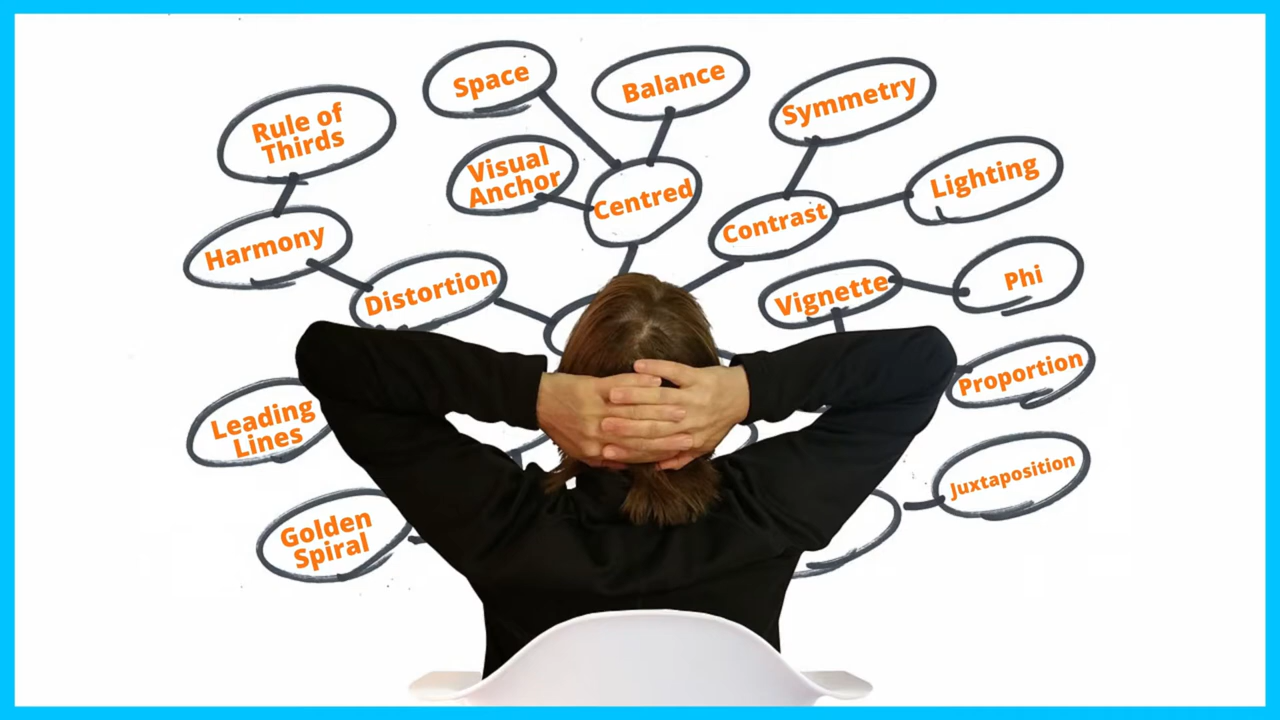 Space
Balance
Symmetry
Rule of
Thirds
Visual
Anchor
Centred
Contrast
Lighting
Harmony
Distortion
Vignette
Phi
Proportion
Leading
Lines
Juxtaposition
Golden
Spiral